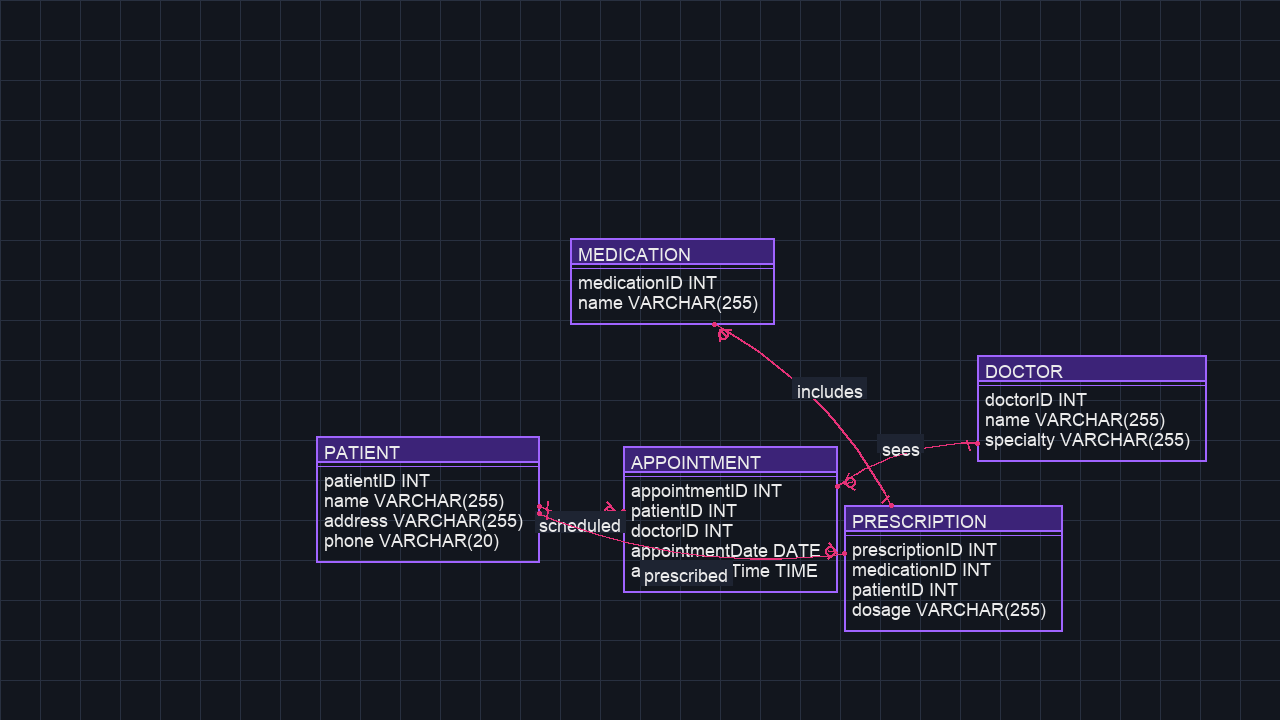 MEDICATION
medicationID INT
name VARCHAR(255)
includes
DOCTOR
doctorID INT
name VARCHAR(255)
specialty VARCHAR(255)
sees
PATIENT
patientID INT
name VARCHAR(255)
address VARCHAR(255)
phone VARCHAR(20)
scheduled
APPOINTMENT
appointmentID INT
patientID INT
doctorID INT
appointmentDate DATE
Time TIME
prescribed
PRESCRIPTION
prescriptionID INT
medicationID INT
patientID INT
dosage VARCHAR(255)